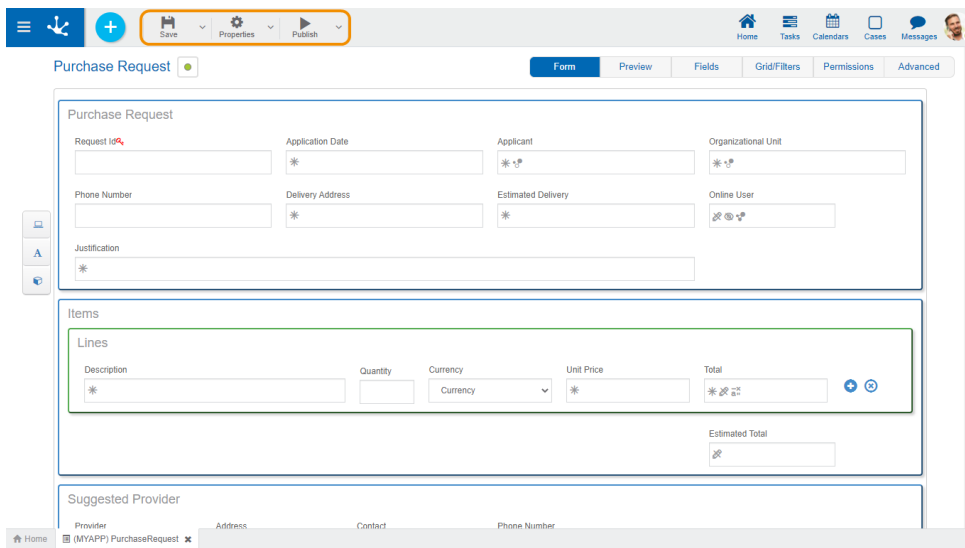 Save Properties Publish Home Tasks Calendars Cases Messages
Purchase Request Form Preview Fields Grid/Filters Permissions Advanced
Purchase Request
Request Id Application Date Applicant Organizational Unit
Phone Number Delivery Address Estimated Delivery Online User
A
Justification
Items
Lines
Description Quantity Currency Unit Price Total
Currency
Estimated Total
Suggested Provider
Provider Address Contact Phone Number
Home (MYAPP) PurchaseRequest